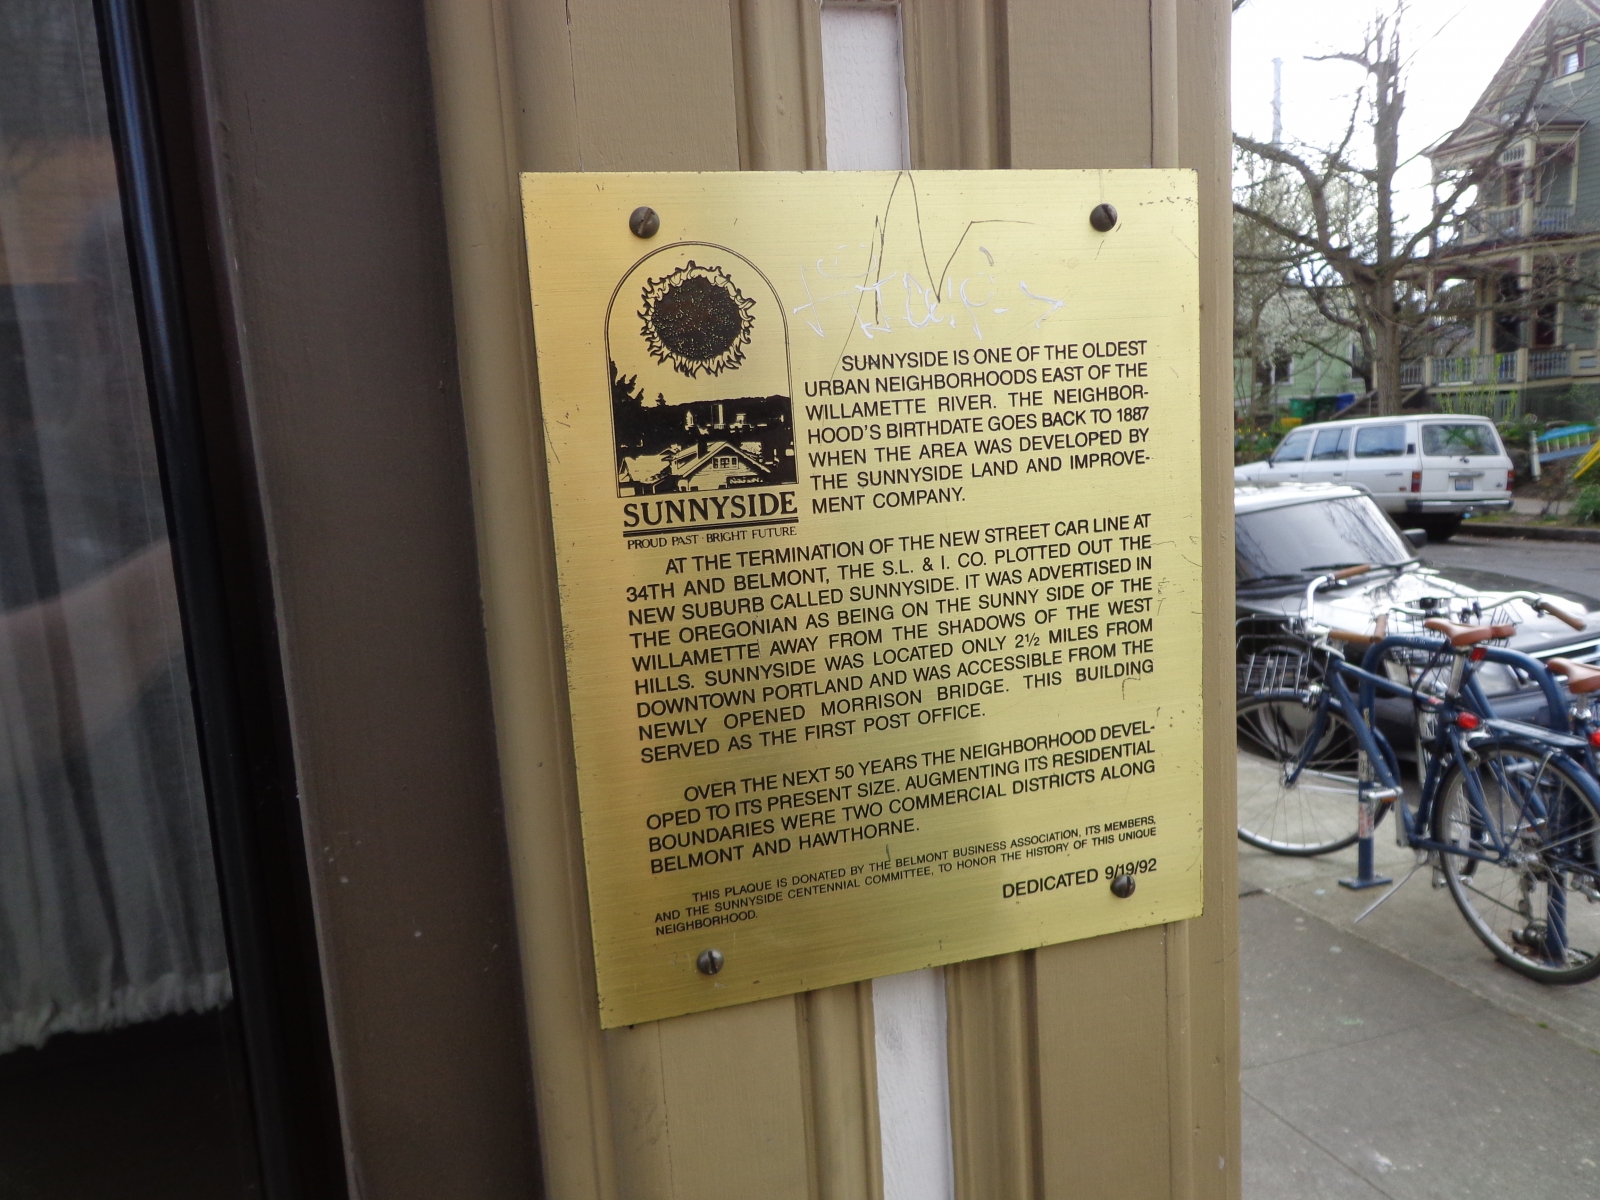 SUNNYSIDE
PROUD PAST · BRIGHT FUTURE
SUNNYSIDE IS ONE OF THE OLDEST
URBAN NEIGHBORHOODS EAST OF THE
WILLAMETTE RIVER. THE NEIGHBOR-
HOOD'S BIRTHDATE GOES BACK TO 1887
WHEN THE AREA WAS DEVELOPED BY
THE SUNNYSIDE LAND AND IMPROVE-
MENT COMPANY.
AT THE TERMINATION OF THE NEW STREET CAR LINE AT
34TH AND BELMONT, THE S.L. & I. CO. PLOTTED OUT THE
NEW SUBURB CALLED SUNNYSIDE. IT WAS ADVERTISED IN
THE OREGONIAN AS BEING ON THE SUNNY SIDE OF THE
WILLAMETTE AWAY FROM THE SHADOWS OF THE WEST
HILLS. SUNNYSIDE WAS LOCATED ONLY 2½ MILES FROM
DOWNTOWN PORTLAND AND WAS ACCESSIBLE FROM THE
NEWLY OPENED MORRISON BRIDGE. THIS BUILDING
SERVED AS THE FIRST POST OFFICE.
OVER THE NEXT 50 YEARS THE NEIGHBORHOOD DEVEL-
OPED TO ITS PRESENT SIZE. AUGMENTING ITS RESIDENTIAL
BOUNDARIES WERE TWO COMMERCIAL DISTRICTS ALONG
BELMONT AND HAWTHORNE.
THIS PLAQUE IS DONATED BY THE BELMONT BUSINESS ASSOCIATION, ITS MEMBERS,
AND THE SUNNYSIDE CENTENNIAL COMMITTEE, TO HONOR THE HISTORY OF THIS UNIQUE
NEIGHBORHOOD.
DEDICATED 9/19/92